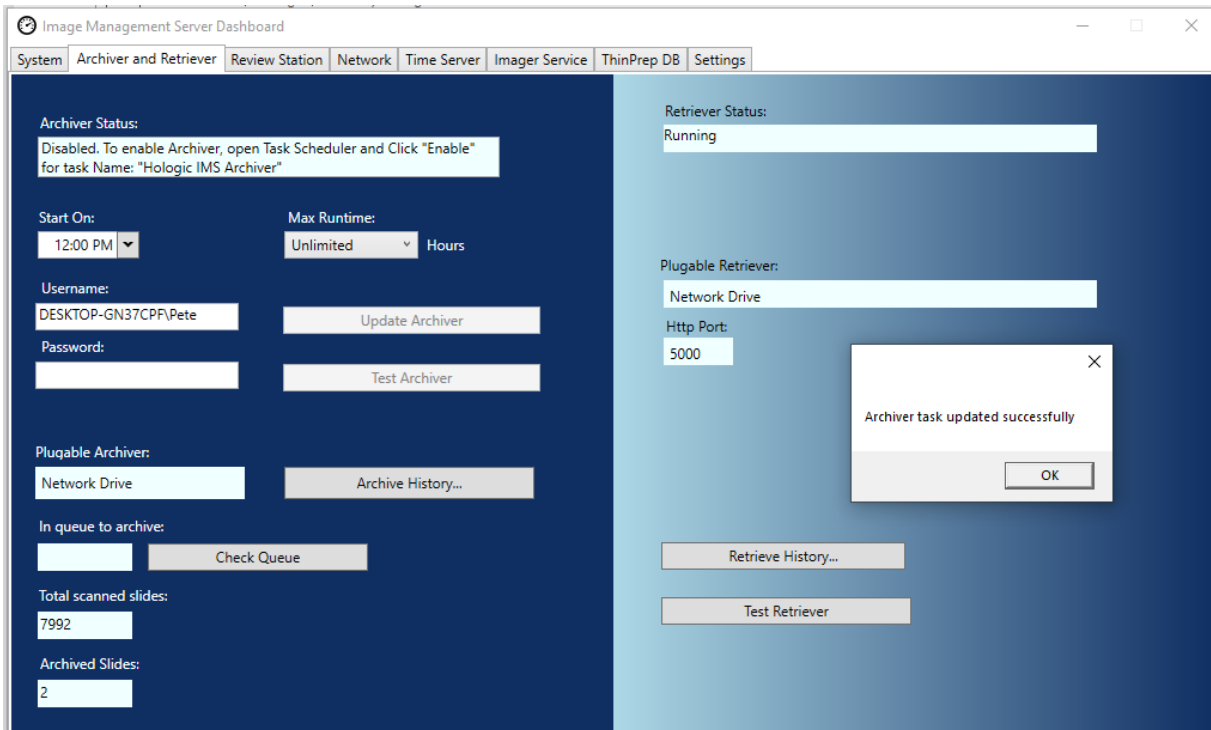 Image Management Server Dashboard
System Archiver and Retriever Review Station Network Time Server Imager Service ThinPrep DB Settings
Archiver Status:
Disabled. To enable Archiver, open Task Scheduler and Click "Enable"
for task Name: "Hologic IMS Archiver"
Start On:
Max Runtime:
12:00 PM
Unlimited
Hours
Username:
DESKTOP-GN37CPF\Pete
Update Archiver
Password:
Test Archiver
Plugable Archiver:
Network Drive
Archive History...
In queue to archive:
Check Queue
Total scanned slides:
7992
Archived Slides:
2
Retriever Status:
Running
Plugable Retriever:
Network Drive
Http Port:
5000
Archiver task updated successfully
OK
Retrieve History...
Test Retriever